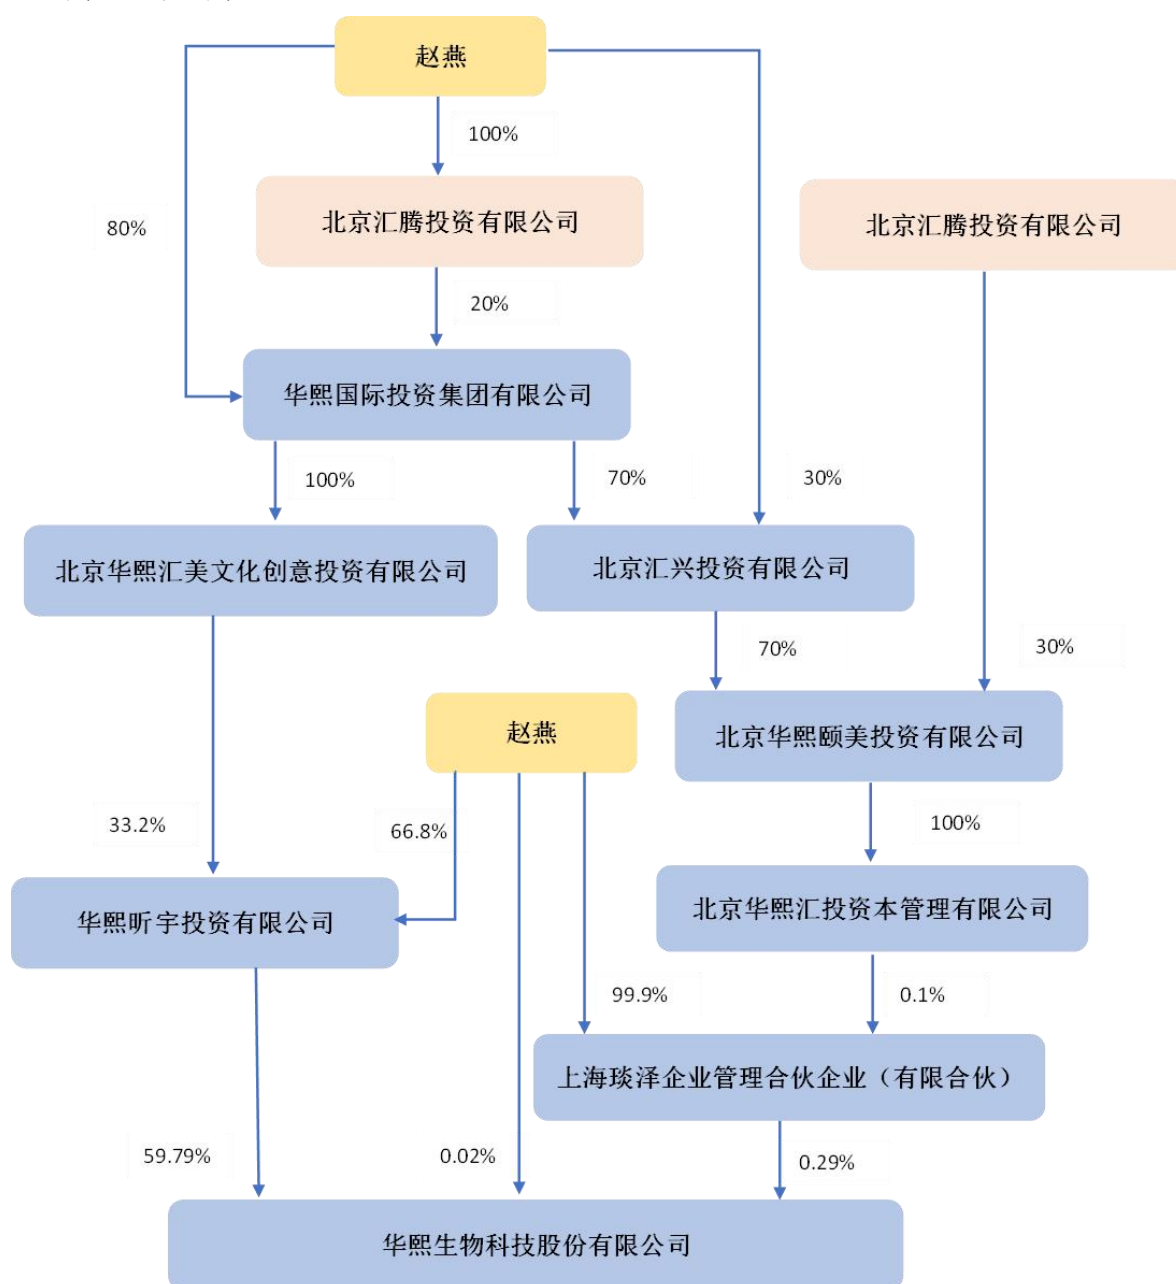 赵燕
100%
北京汇腾投资有限公司
北京汇腾投资有限公司
80%
20%
华熙国际投资集团有限公司
100%
70%
30%
北京华熙汇美文化创意投资有限公司
北京汇兴投资有限公司
70%
30%
赵燕
北京华熙颐美投资有限公司
33.2%
66.8%
100%
华熙昕宇投资有限公司
北京华熙汇投资本管理有限公司
99.9%
0.1%
上海琰泽企业管理合伙企业（有限合伙）
59.79%
0.02%
0.29%
华熙生物科技股份有限公司